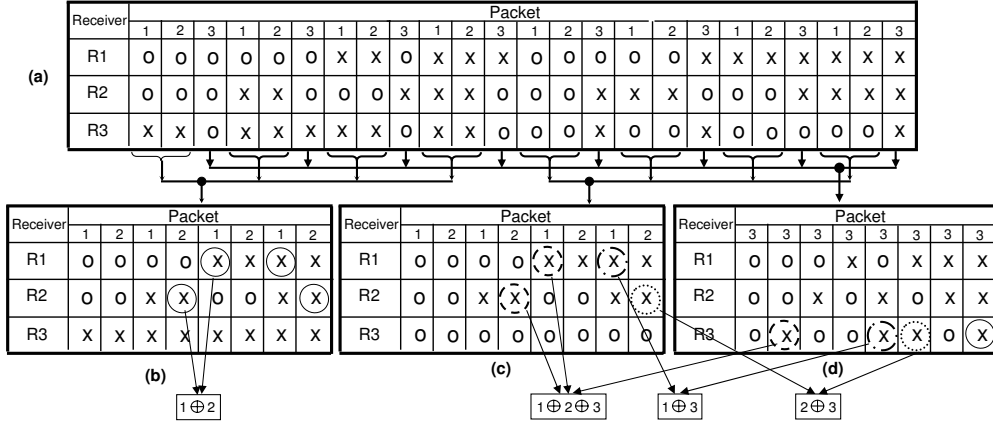 Packet
Receiver 1 2 3 1 2 3 1 2 3 1 2 3 1 2 3 1 2 3 1 2 3 1 2 3
R1 o o o o o o x x o x x x o o o o o x x x x x x x
(a)
R2 o o o x x o o o x x x o o o x x x o o o x x x x
R3 x x o x x x x x o x x o o o x o o x o o o o o x
Packet
Receiver 1 2 1 2 1 2 1 2
R1 o o o o x x x x
R2 o o x x o o x x
R3 x x x x x x x x
(b)
1 ⊕ 2
Packet
Receiver 1 2 1 2 1 2 1 2
R1 o o o o x x x x
R2 o o x x o o x x
R3 o o o o o o o o
(c)
1 ⊕ 2 ⊕ 3
1 ⊕ 3
Packet
Receiver 3 3 3 3 3 3 3 3
R1 o o o x o x x x
R2 o o x o x o x x
R3 o x o o x x o x
(d)
2 ⊕ 3